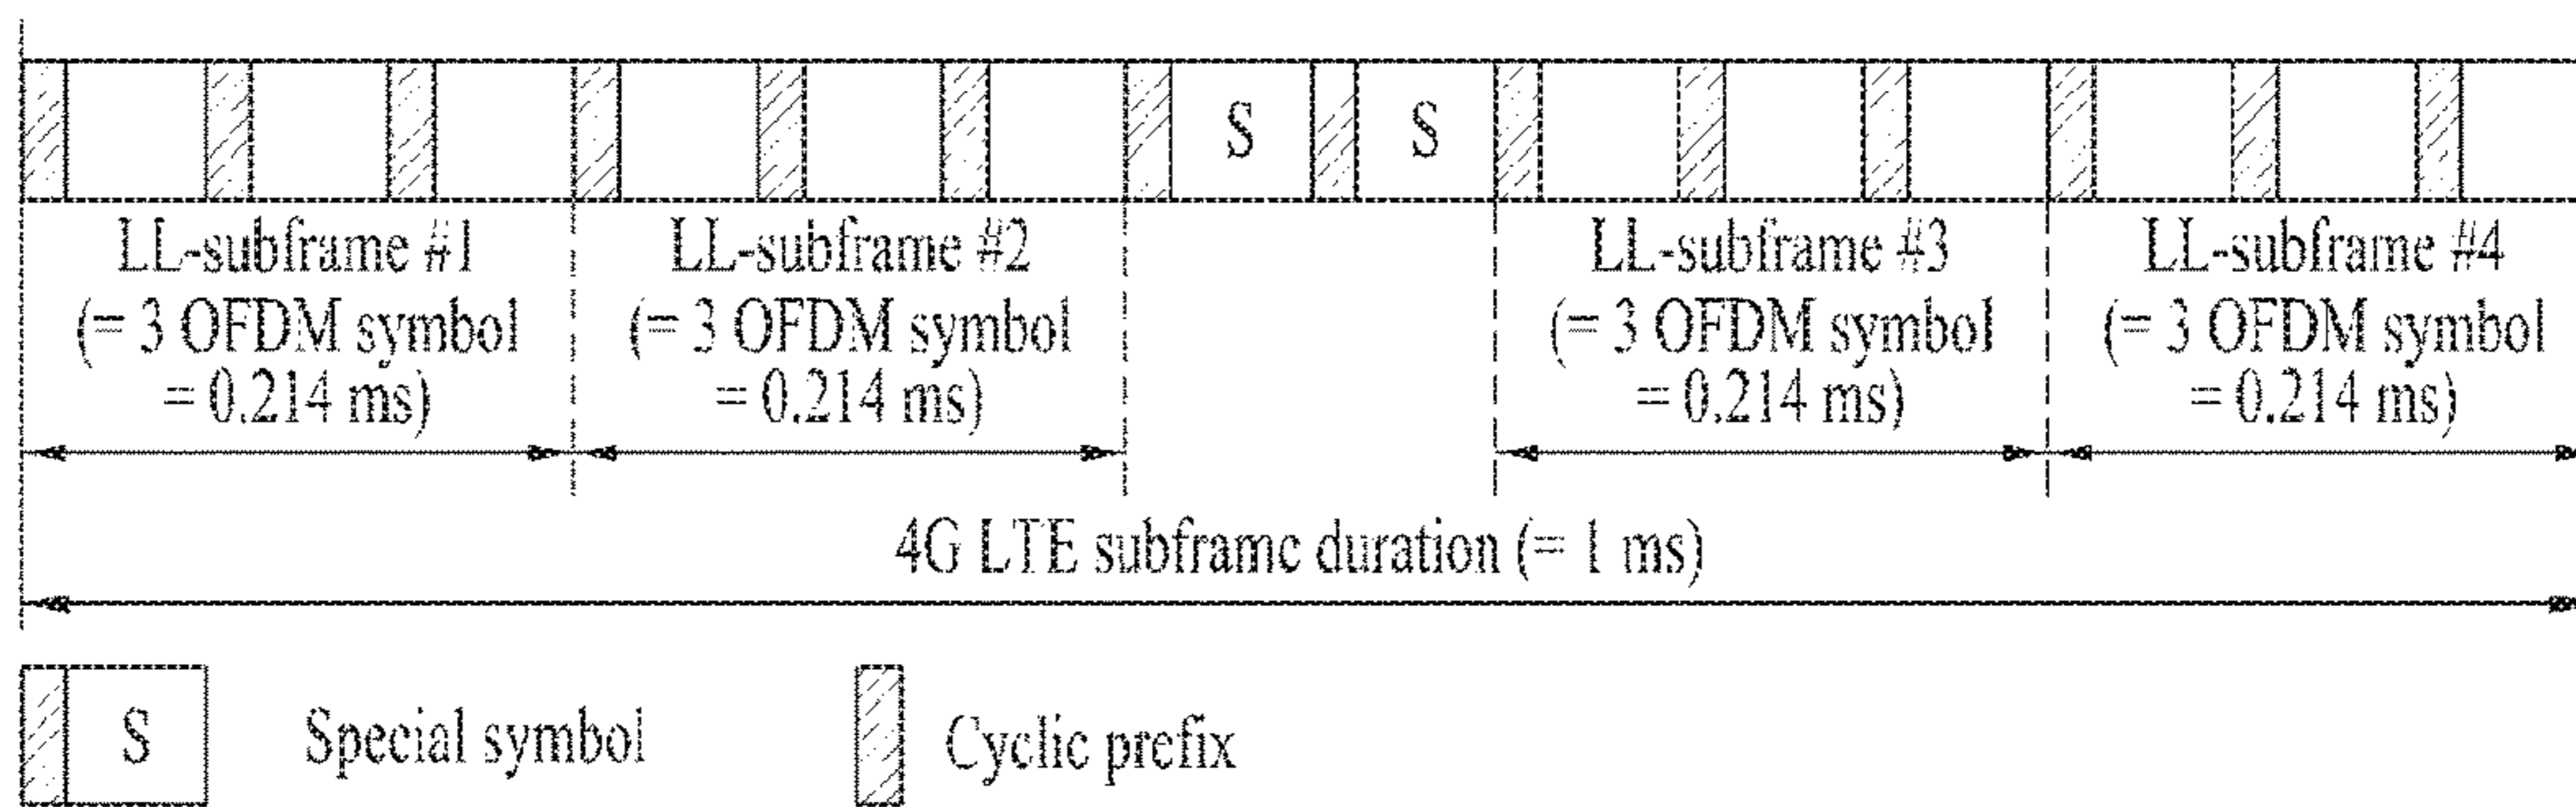 S S
LL-subframe #1
(= 3 OFDM symbol
= 0.214 ms)
LL-subframe #2
(= 3 OFDM symbol
= 0.214 ms)
LL-subframe #3
(= 3 OFDM symbol
= 0.214 ms)
LL-subframe #4
(= 3 OFDM symbol
= 0.214 ms)
4G LTE subframe duration (= 1 ms)
S Special symbol
Cyclic prefix